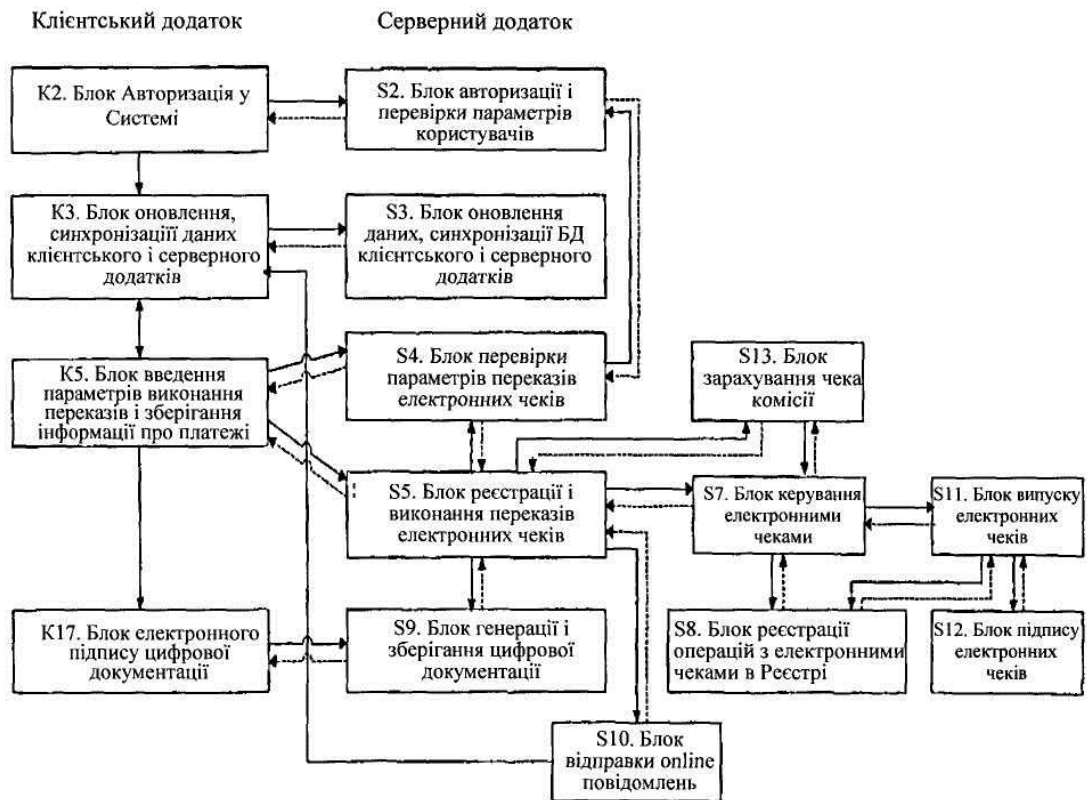 Клієнтський додаток
Серверний додаток
К2. Блок Авторизація у
Системі
S2. Блок авторизації і
перевірки параметрів
користувачів
К3. Блок оновлення,
синхронізаціії даних
клієнтського і серверного
додатків
S3. Блок оновлення
даних, синхронізації БД
клієнтського і серверного
додатків
К5. Блок введення
параметрів виконання
переказів і зберігання
інформації про платежі
S4. Блок перевірки
параметрів переказів
електронних чеків
S13. Блок
зарахування чека
комісії
S5. Блок реєстрації і
виконання переказів
електронних чеків
S7. Блок керування
електронними
чеками
S11. Блок випуску
електронних
чеків
К17. Блок електронного
підпису цифрової
документації
S9. Блок генерації і
зберігання цифрової
документації
S8. Блок реєстрації
операцій з електронними
чеками в Реєстрі
S12. Блок підпису
електронних
чеків
S10. Блок
відправки online
повідомлень